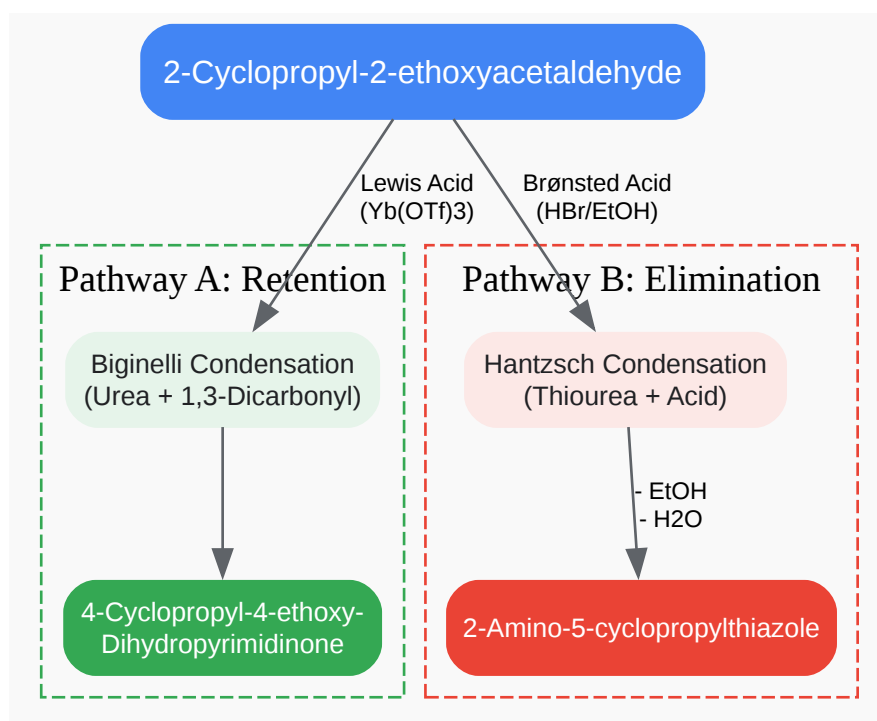 2-Cyclopropyl-2-ethoxyacetaldehyde
Lewis Acid
(Yb(OTf)3)
Brønsted Acid
(HBr/EtOH)
Pathway A: Retention
Pathway B: Elimination
Biginelli Condensation
(Urea + 1,3-Dicarbonyl)
Hantzsch Condensation
(Thiourea + Acid)
- EtOH
- H2O
4-Cyclopropyl-4-ethoxy-
Dihydropyrimidinone
2-Amino-5-cyclopropylthiazole